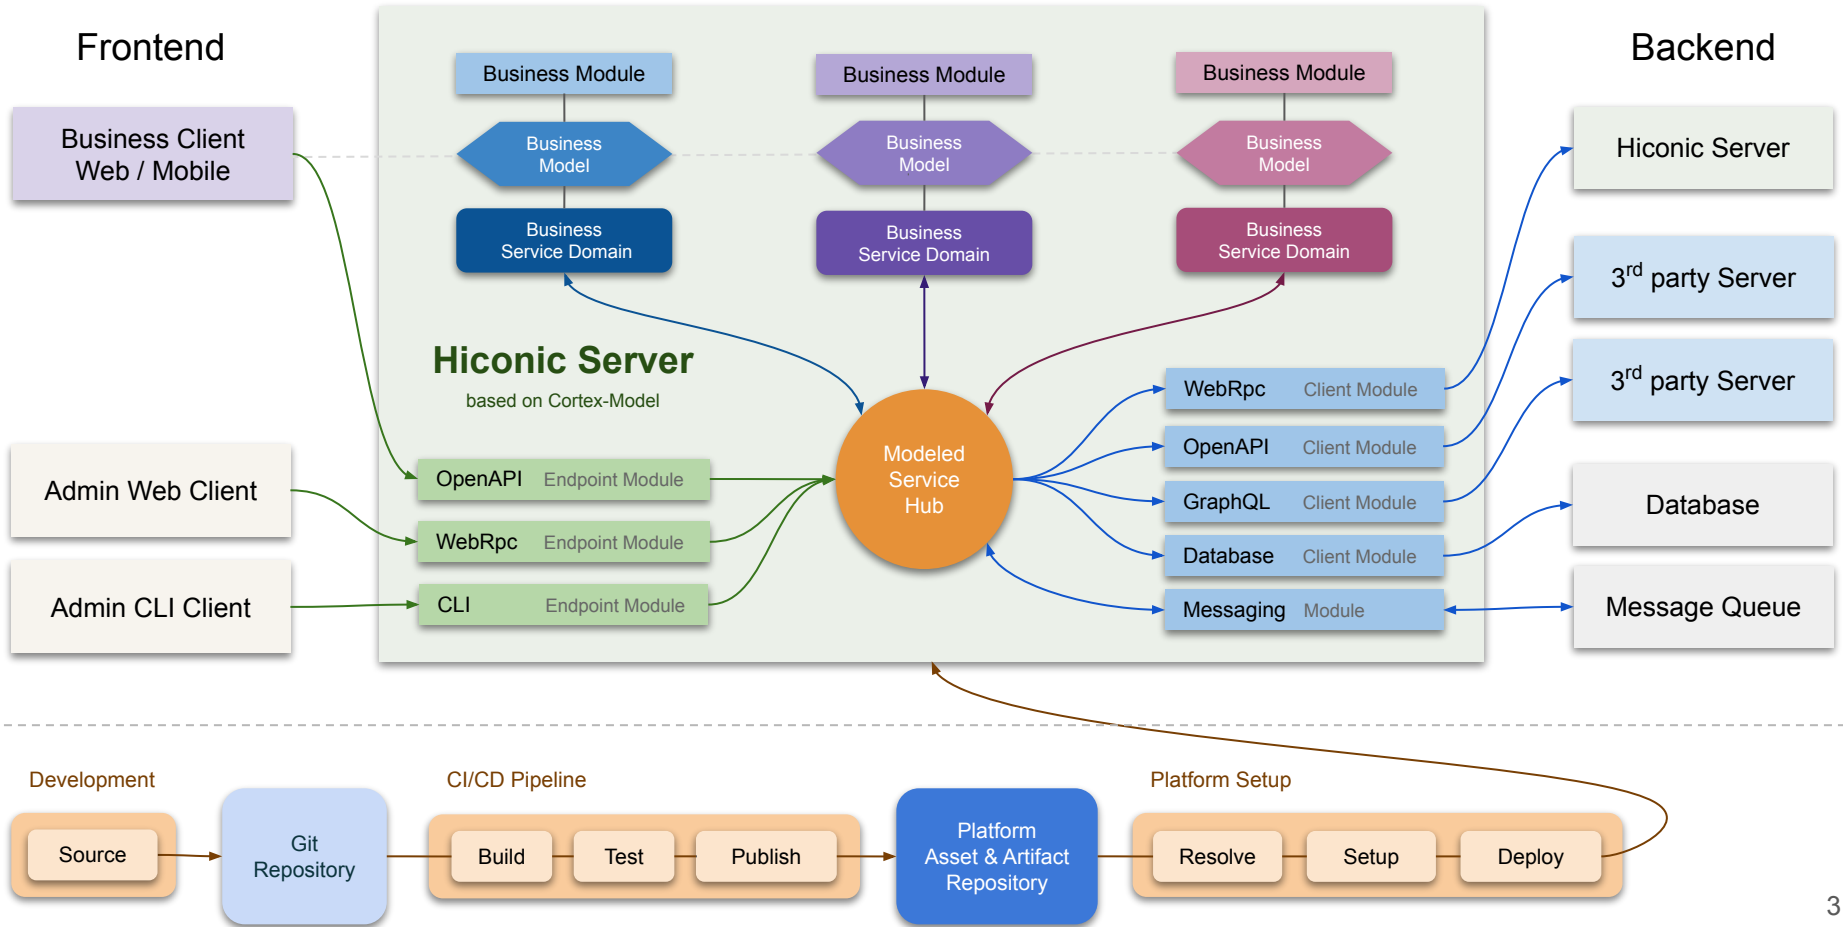 Frontend
Backend
Business Client
Web / Mobile
Admin Web Client
Admin CLI Client
Business Module
Business
Model
Business
Service Domain
Business Module
Business
Model
Business
Service Domain
Business Module
Business
Model
Business
Service Domain
Hiconic Server
based on Cortex-Model
OpenAPI Endpoint Module
WebRpc Endpoint Module
CLI Endpoint Module
Modeled
Service
Hub
WebRpc Client Module
OpenAPI Client Module
GraphQL Client Module
Database Client Module
Messaging Module
Hiconic Server
3rd party Server
3rd party Server
Database
Message Queue
Development
Source
Git
Repository
CI/CD Pipeline
Build
Test
Publish
Platform
Asset & Artifact
Repository
Platform Setup
Resolve
Setup
Deploy
3